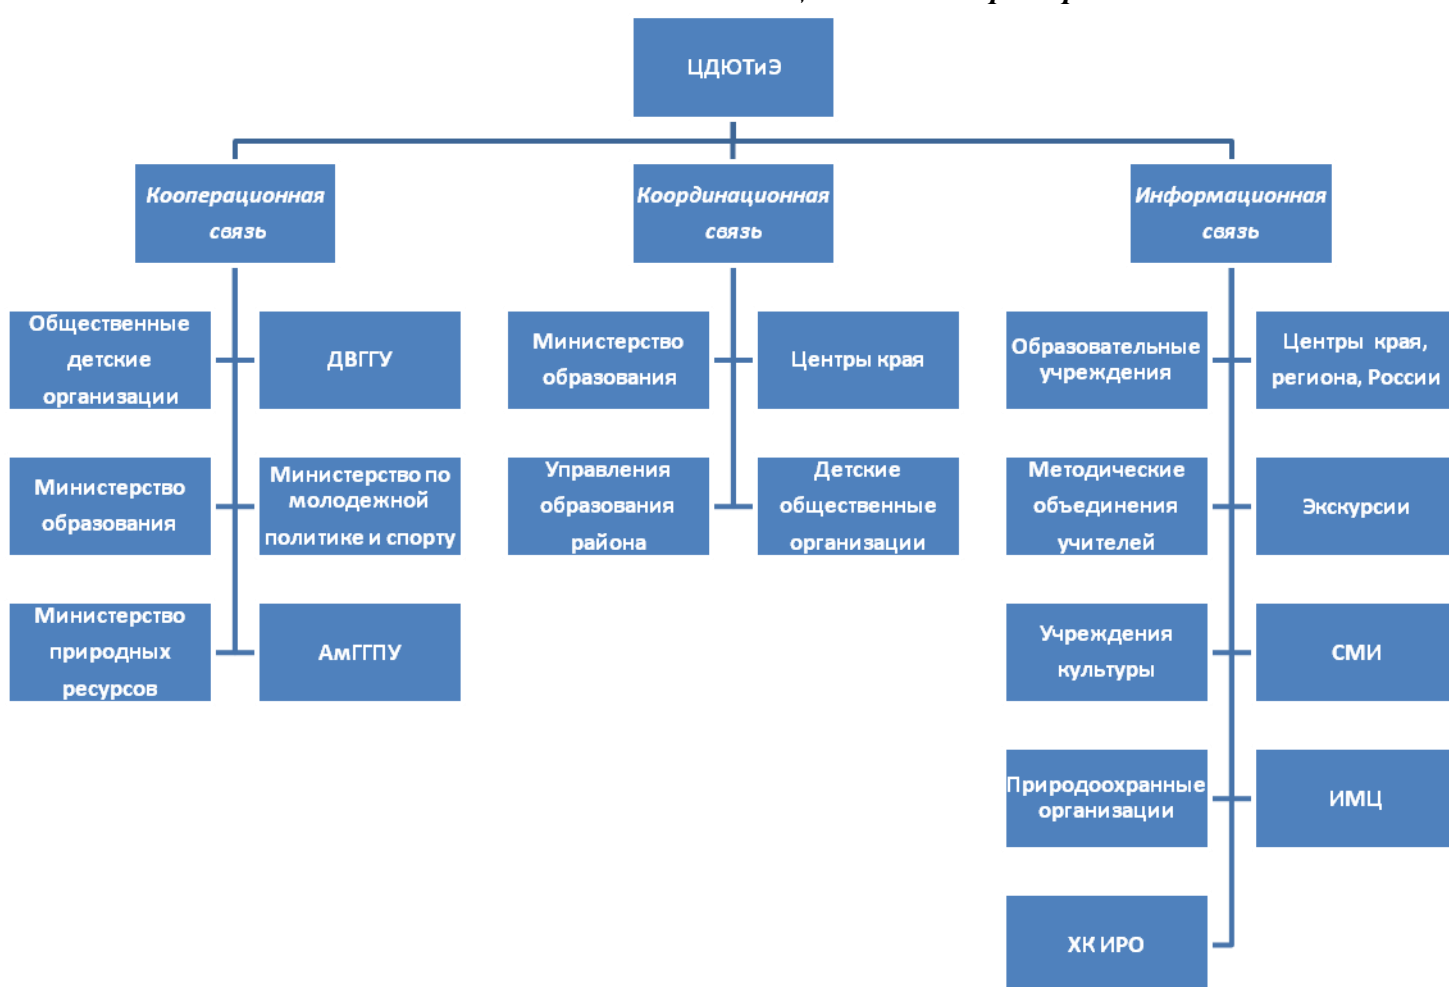 ЦДЮТиЭ
Кооперационная
связь
Координационная
связь
Информационная
связь
Общественные
детские
организации
ДВГГУ
Министерство
образования
Министерство по
молодежной
политике и спорту
Министерство
природных
ресурсов
АмГГПУ
Министерство
образования
Центры края
Управления
образования
района
Детские
общественные
организации
Образовательные
учреждения
Центры края,
региона, России
Методические
объединения
учителей
Экскурсии
Учреждения
культуры
СМИ
Природоохранные
организации
ИМЦ
ХК ИРО